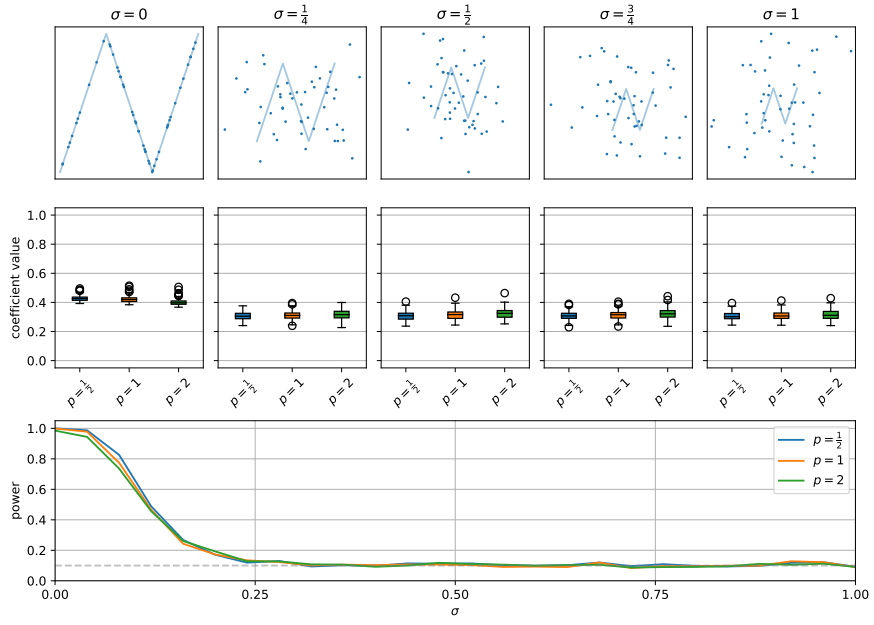 σ = 0
σ = 1/4
σ = 1/2
σ = 3/4
σ = 1
coefficient value
1.0
0.8
0.6
0.4
0.2
0.0
p = 1/2
p = 1
p = 2
p = 1/2
p = 1
p = 2
p = 1/2
p = 1
p = 2
p = 1/2
p = 1
p = 2
p = 1/2
p = 1
p = 2
power
1.0
0.8
0.6
0.4
0.2
0.0
p = 1/2
p = 1
p = 2
0.00
0.25
0.50
0.75
1.00
σ